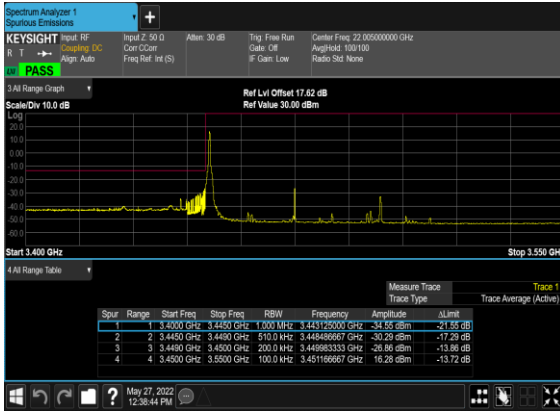 Spectrum Analyzer 1
Spurious Emissions
+
KEYSIGHT Input: RF Input Z: 50 Ω Atten: 30 dB Trig: Free Run Center Freq: 22.005000000 GHz
R T Coupling: DC Corr CCorr Gate: Off Avg|Hold: 100/100
Align: Auto Freq Ref: Int (S) IF Gain: Low Radio Std: None
PASS
3 All Range Graph
Ref Lvl Offset 17.62 dB
Scale/Div 10.0 dB Ref Value 30.00 dBm
Log
20.0
10.0
0.00
-10.0
-20.0
-30.0
-40.0
-50.0
-60.0
Start 3.400 GHz Stop 3.550 GH
4 All Range Table
Measure Trace Trace 1
Trace Type Trace Average (Active)
Spur Range Start Freq Stop Freq RBW Frequency Amplitude ΔLimit
1 1 3.4000 GHz 3.4450 GHz 1.000 MHz 3.443125000 GHz -34.55 dBm -21.55 dB
2 2 3.4450 GHz 3.4490 GHz 510.0 kHz 3.448486667 GHz -30.29 dBm -17.29 dB
3 3 3.4490 GHz 3.4500 GHz 200.0 kHz 3.449983333 GHz -26.86 dBm -13.86 dB
4 4 3.4500 GHz 3.5500 GHz 100.0 kHz 3.451166667 GHz 16.28 dBm -13.72 dB
?
May 27, 2022
12:38:44 PM